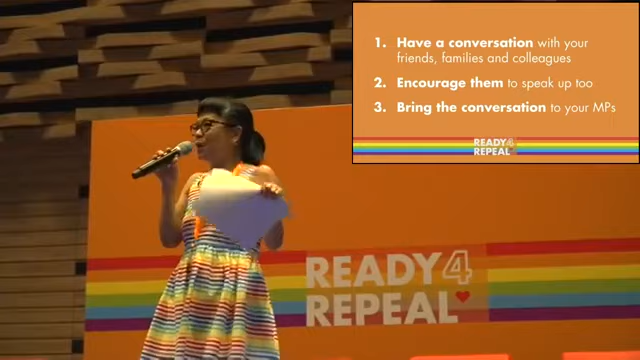 1. Have a conversation with your
friends, families and colleagues
2. Encourage them to speak up too
3. Bring the conversation to your MPs
READY4
REPEAL
READY4
REPEAL